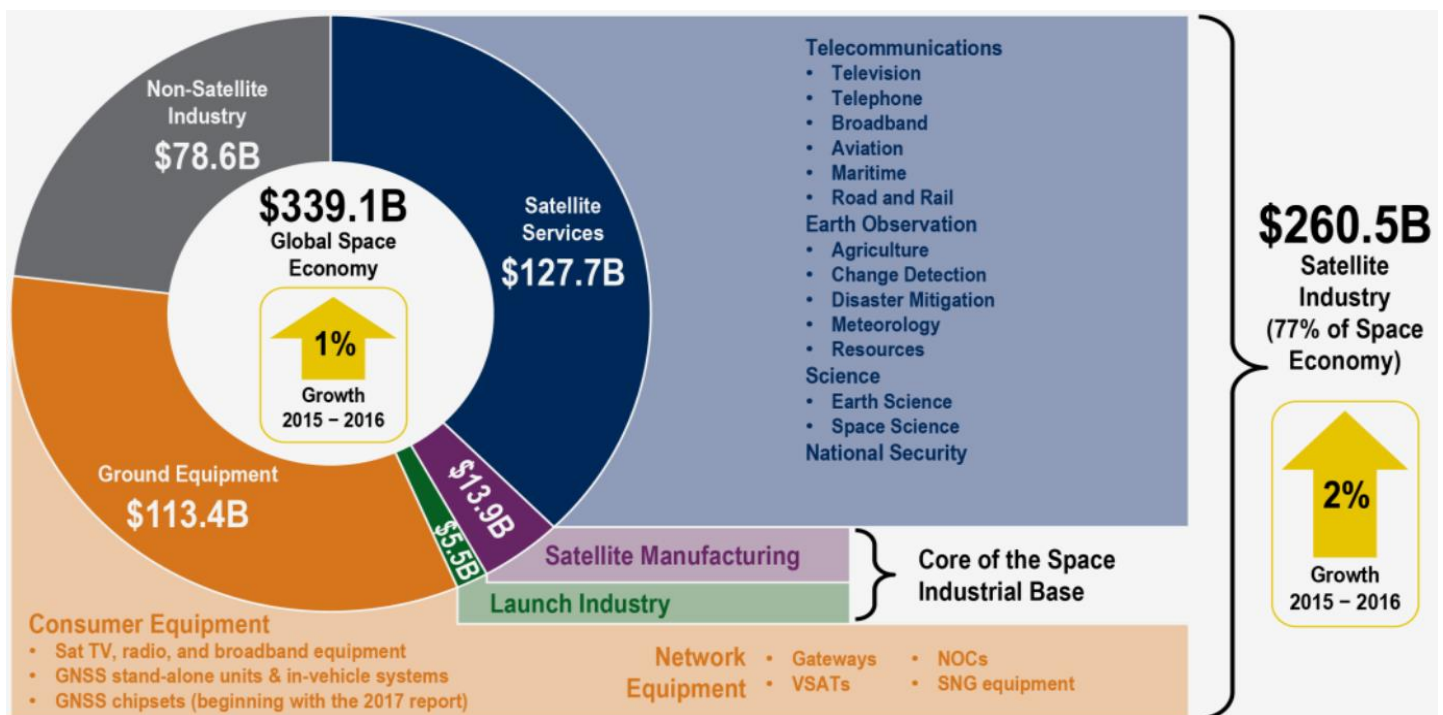 Non-Satellite
Industry
$78.6B
$339.1B
Global Space
Economy
1%
Growth
2015 – 2016
Satellite
Services
$127.7B
Ground Equipment
$113.4B
$13.9B
$5.5B
Telecommunications
• Television
• Telephone
• Broadband
• Aviation
• Maritime
• Road and Rail
Earth Observation
• Agriculture
• Change Detection
• Disaster Mitigation
• Meteorology
• Resources
Science
• Earth Science
• Space Science
National Security
Satellite Manufacturing
Launch Industry
Core of the Space
Industrial Base
$260.5B
Satellite
Industry
(77% of Space
Economy)
2%
Growth
2015 – 2016
Consumer Equipment
• Sat TV, radio, and broadband equipment
• GNSS stand-alone units & in-vehicle systems
• GNSS chipsets (beginning with the 2017 report)
Network
Equipment
• Gateways
• VSATs
• NOCs
• SNG equipment